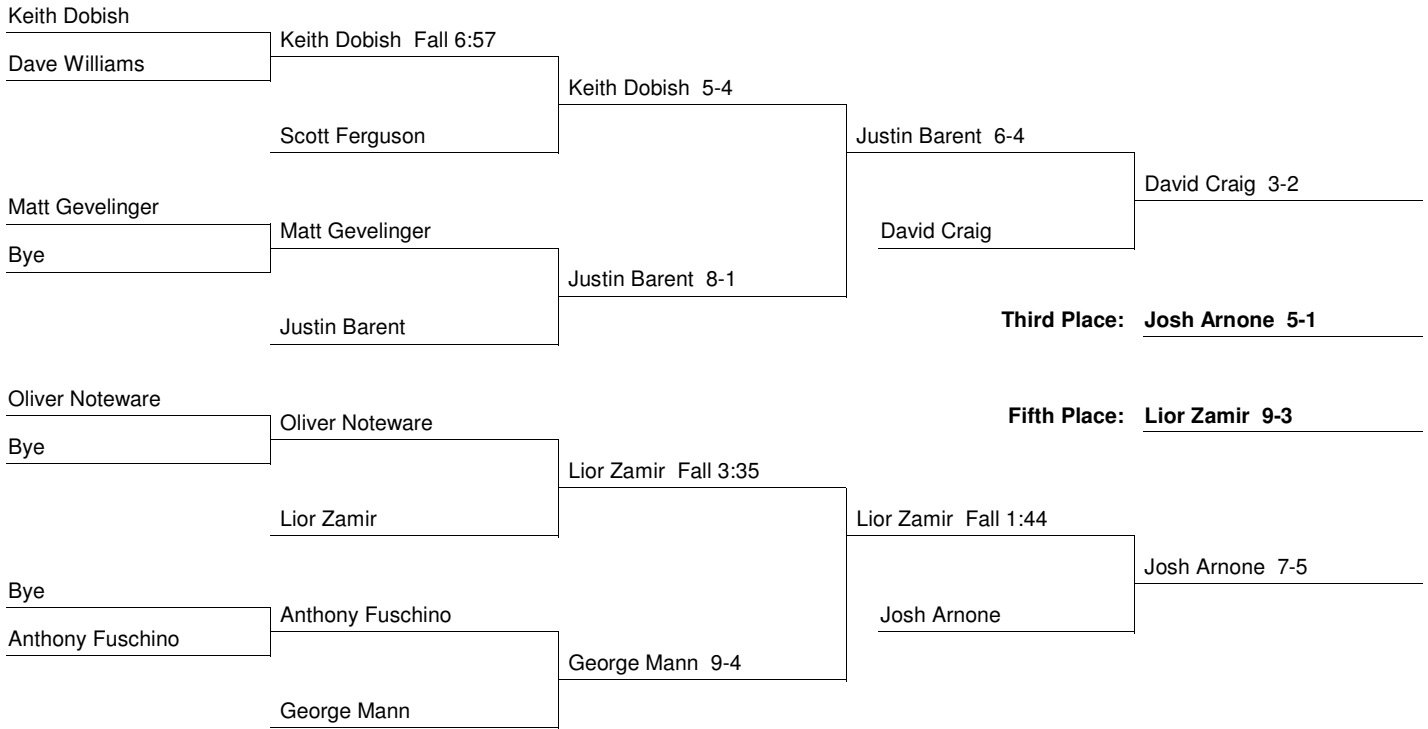 Keith Dobish
Keith Dobish  Fall 6:57
Dave Williams
Keith Dobish  5-4
Scott Ferguson
Justin Barent  6-4
David Craig  3-2
Matt Gevelinger
Matt Gevelinger
David Craig
Bye
Justin Barent  8-1
Justin Barent
Third Place:  Josh Arnone  5-1
Oliver Noteware
Oliver Noteware
Fifth Place:  Lior Zamir  9-3
Bye
Lior Zamir  Fall 3:35
Lior Zamir
Lior Zamir  Fall 1:44
Josh Arnone  7-5
Bye
Anthony Fuschino
Josh Arnone
Anthony Fuschino
George Mann  9-4
George Mann